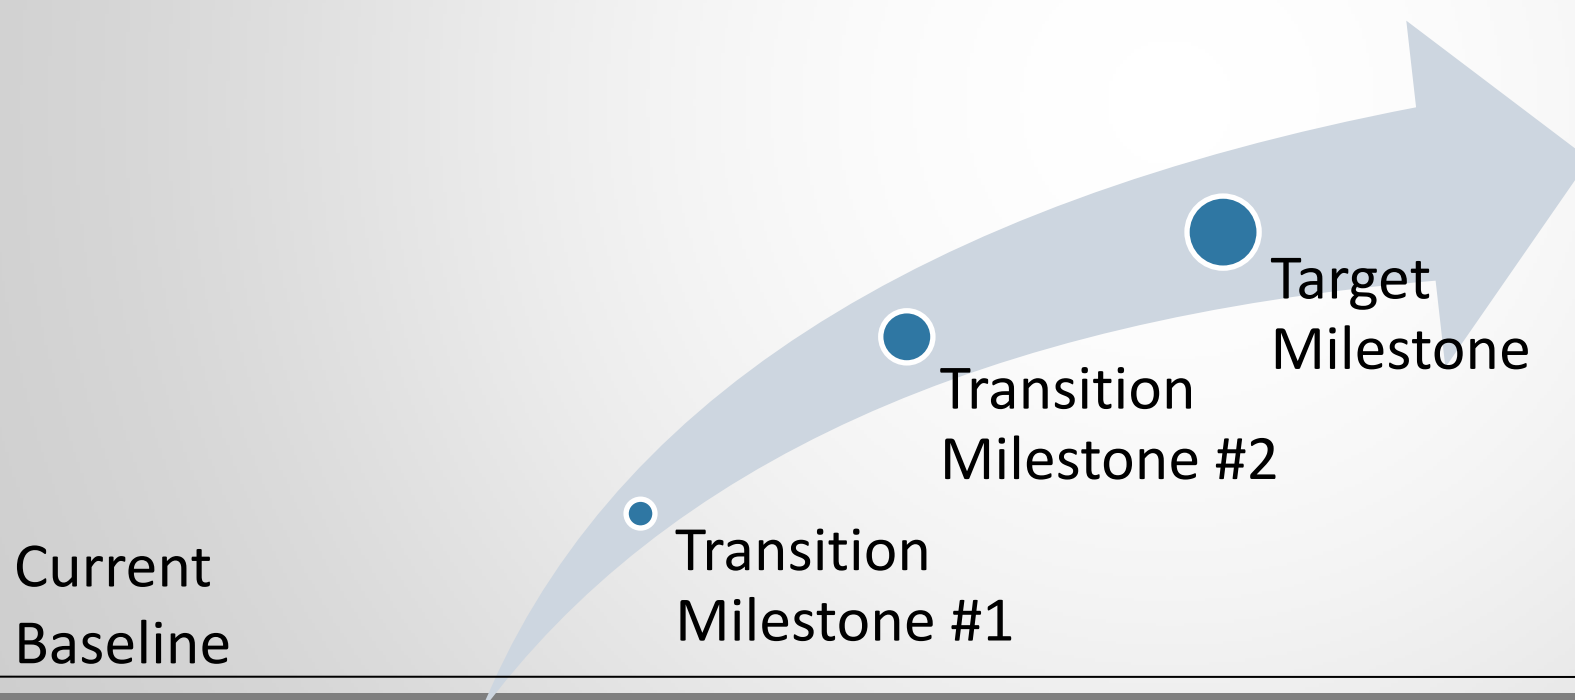 Current
Baseline
Transition
Milestone #1
Transition
Milestone #2
Target
Milestone